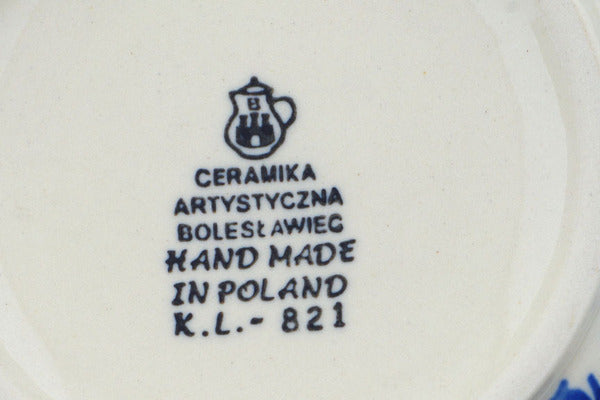 B
CERAMIKA
ARTYSTYCZNA
BOLESŁAWIEC
HAND MADE
IN POLAND
K.L.- 821